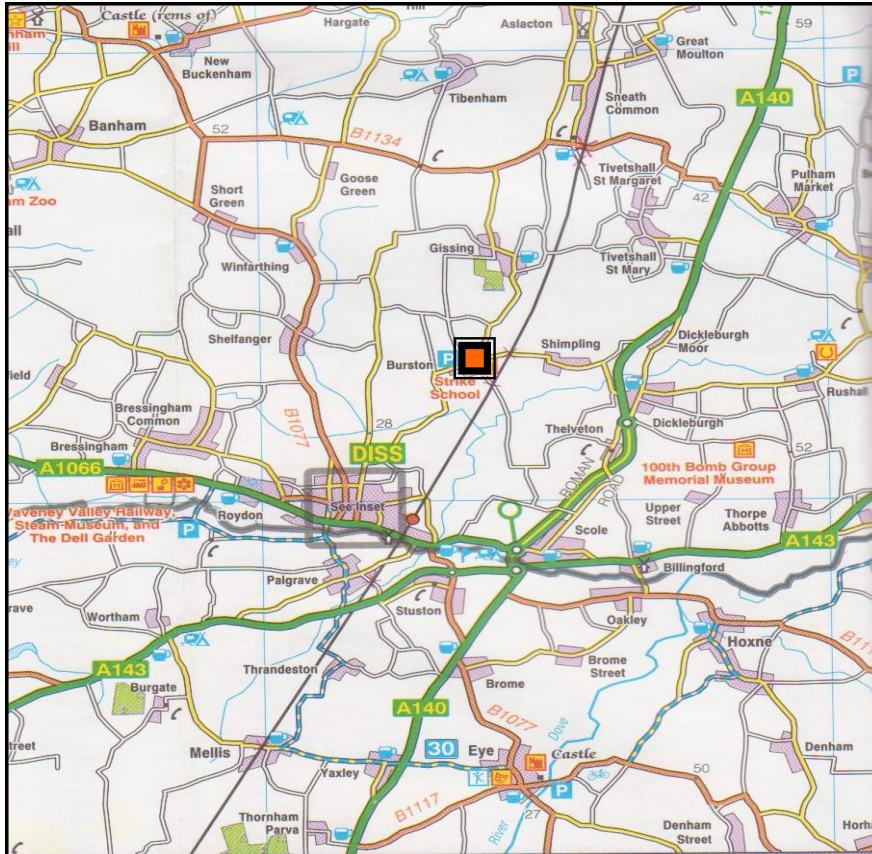 Castle (rems of)
Hargate
Aslacton
59
New
Buckenham
Great
Moulton
Tibenham
Sneath
Common
A140
Banham
52
B1134
Tivetshall
St Margaret
Pulham
Market
Goose
Green
am Zoo
Short
Green
42
Gissing
Winfarthing
Tivetshall
St Mary
Shelfanger
Burston
P
Shimpling
Dickleburgh
Moor
Strike
School
Rushall
Bressingham
Common
B1077
28
Thelveton
Dickleburgh
Bressingham
DISS
52
A1066
ROMAN
ROAD
100th Bomb Group
Memorial Museum
See Inset
Waveney Valley Railway,
Steam Museum, and
The Dell Garden
Roydon
P
Upper
Street
Thorpe
Abbotts
Scole
A143
Palgrave
Billingford
Stuston
Wortham
Oakley
Hoxne
A143
Thrandeston
Brome
Street
Burgate
Brome
A140
B1077
Dove
Mellis
30
Eye
Castle
Denham
Yaxley
P
50
B1117
27
Thornham
Parva
River
Denham
Street